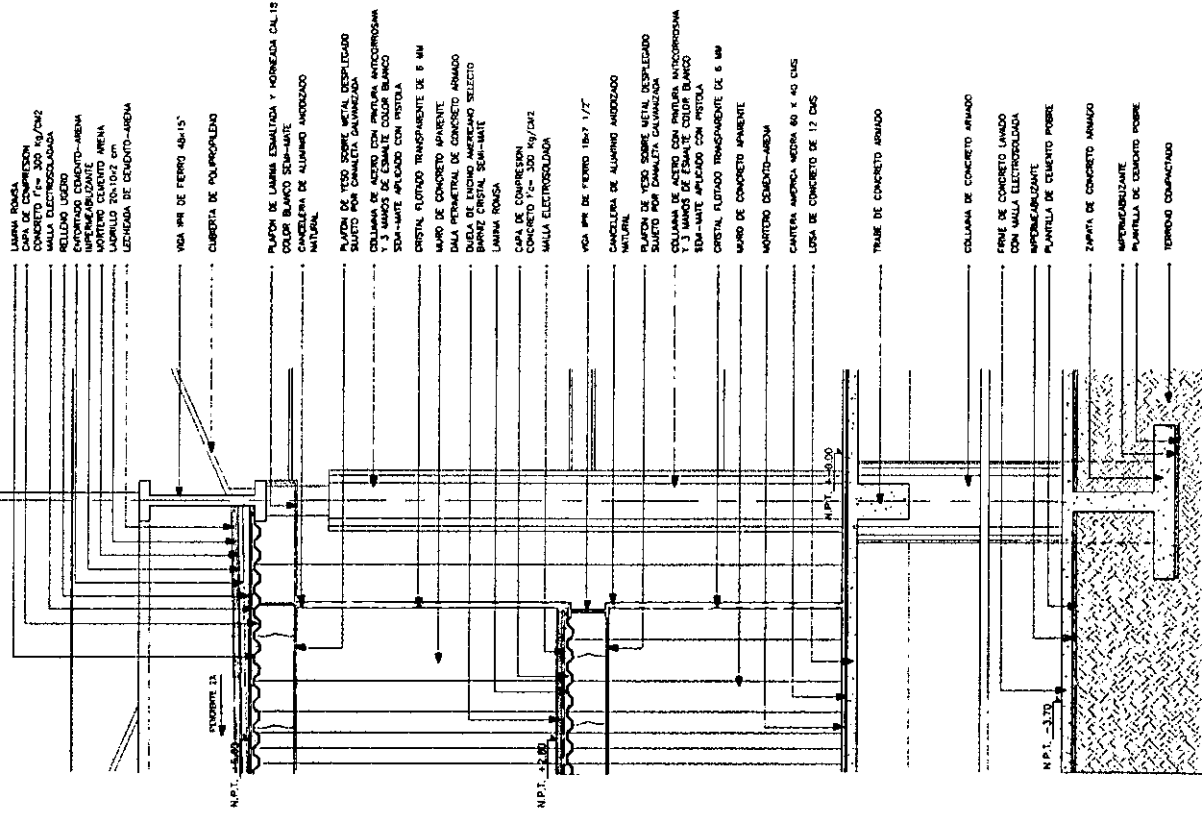 LAMINA ROMSA
CAPA DE COMPRESION
CONCRETO F'c= 300 Kg/CM2
MALLA ELECTROSOLDADA
RELLENO LIGERO
ENTORTADO CEMENTO-ARENA
IMPERMEABILIZANTE
MORTERO CEMENTO ARENA
LADRILLO 20x10x2 cm
LECHEADA DE CEMENTO-ARENA
VIGA IPR DE FIERRO 48x15"
CUBIERTA DE POLIPROPILENO
PLAFON DE LAMINA ESMALTADA Y HORNEADA CAL.18
COLOR BLANCO SEMI-MATE
CANCELERIA DE ALUMINIO ANODIZADO
NATURAL
PLAFON DE YESO SOBRE METAL DESPLEGADO
SUJETO POR CANALETA GALVANIZADA
COLUMNA DE ACERO CON PINTURA ANTICORROSIVA
Y 3 MANOS DE ESMALTE COLOR BLANCO
SEMI-MATE APLICADO CON PISTOLA
CRISTAL FLOTADO TRANSPARENTE DE 6 MM
MURO DE CONCRETO APARENTE
DALA PERIMETRAL DE CONCRETO ARMADO
DUELA DE ENCINO AMERICANO SELECTO
BARNIZ CRISTAL SEMI-MATE
LAMINA ROMSA
CAPA DE COMPRESION
CONCRETO F'c= 300 Kg/CM2
MALLA ELECTROSOLDADA
VIGA IPR DE FIERRO 18x7 1/2"
CANCELERIA DE ALUMINIO ANODIZADO
NATURAL
PLAFON DE YESO SOBRE METAL DESPLEGADO
SUJETO POR CANALETA GALVANIZADA
COLUMNA DE ACERO CON PINTURA ANTICORROSIVA
Y 3 MANOS DE ESMALTE COLOR BLANCO
SEMI-MATE APLICADO CON PISTOLA
CRISTAL FLOTADO TRANSPARENTE DE 6 MM
MURO DE CONCRETO APARENTE
MORTERO CEMENTO-ARENA
CANTERA AMERICA NEGRA 60 X 40 CMS
LOSA DE CONCRETO DE 12 CMS
TRABE DE CONCRETO ARMADO
COLUMNA DE CONCRETO ARMADO
FIRME DE CONCRETO LAVADO
CON MALLA ELECTROSOLDADA
IMPERMEABILIZANTE
PLANTILLA DE CEMENTO POBRE
ZAPATA DE CONCRETO ARMADO
IMPERMEABILIZANTE
PLANTILLA DE CEMENTO POBRE
TERRENO COMPACTADO
PENDIENTE 2%
N.P.T.
N.P.T. +2.80
N.P.T. +-0.00
N.P.T. -3.70